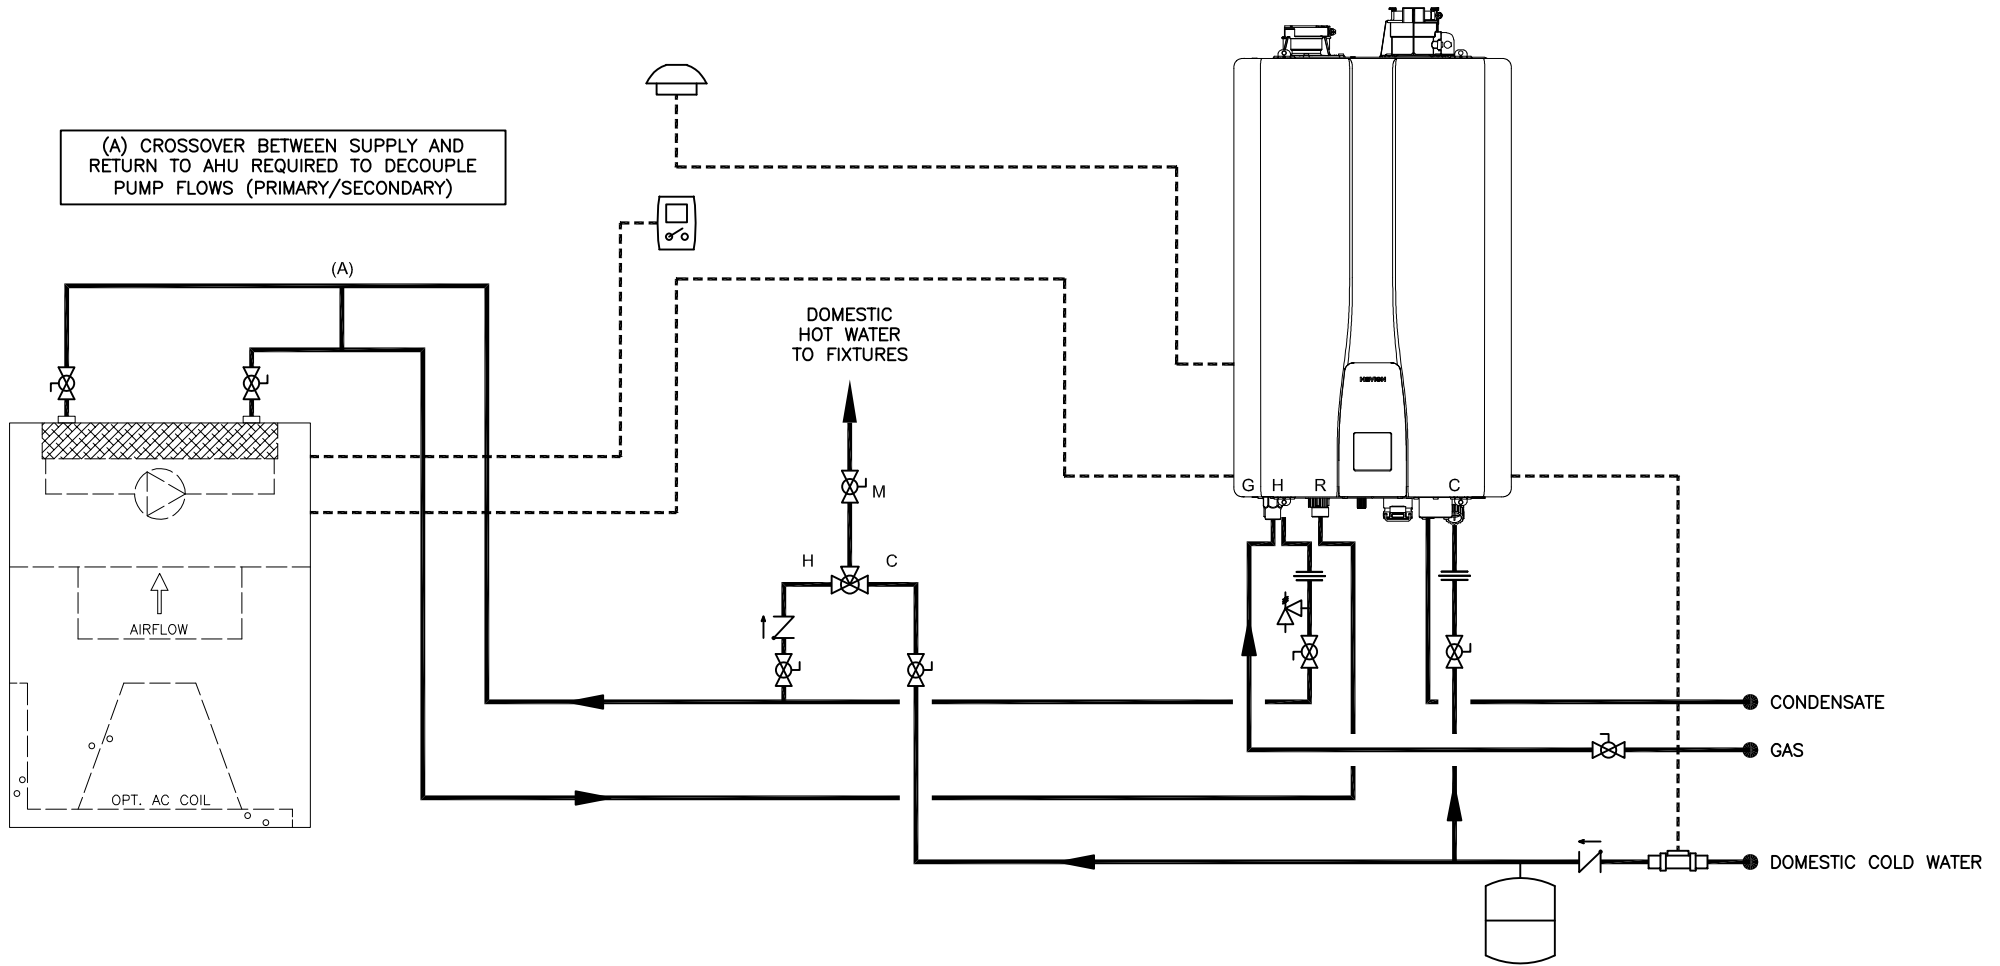 (A) CROSSOVER BETWEEN SUPPLY AND
RETURN TO AHU REQUIRED TO DECOUPLE
PUMP FLOWS (PRIMARY/SECONDARY)
(A)
DOMESTIC
HOT WATER
TO FIXTURES
M
H
C
G
H
R
C
AIRFLOW
OPT. AC COIL
CONDENSATE
GAS
DOMESTIC COLD WATER